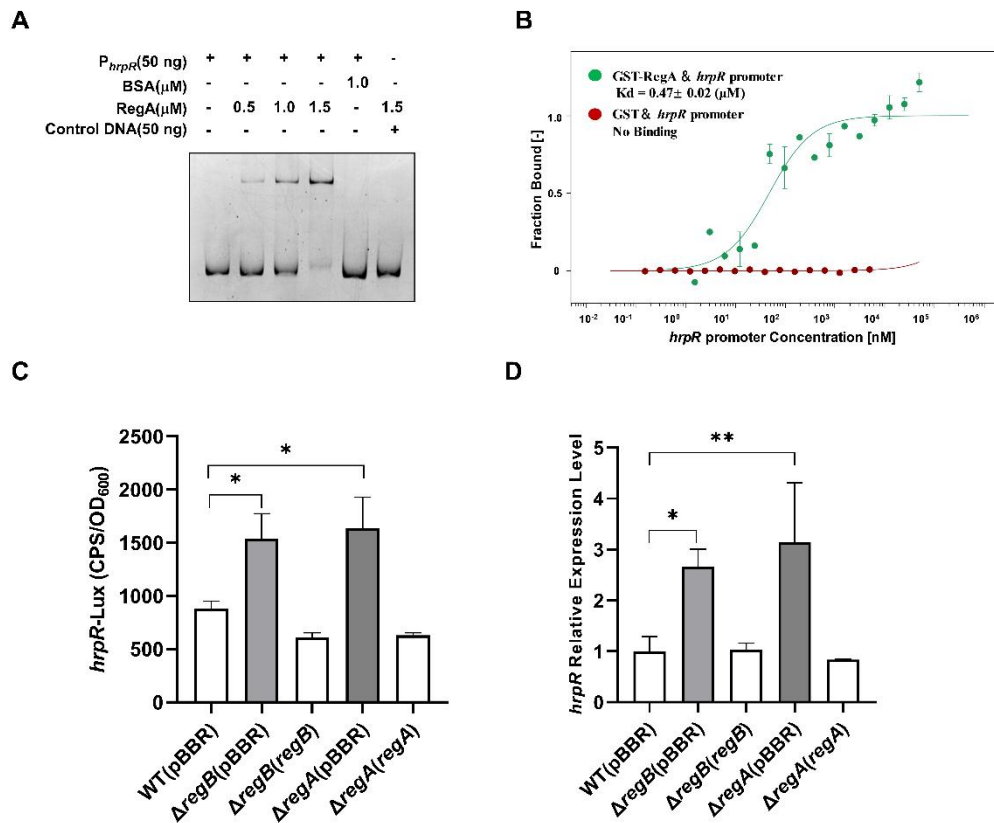 A
PhrpR(50 ng) + + + + + -
BSA(μM) - - - - 1.0 -
RegA(μM) - 0.5 1.0 1.5 - 1.5
Control DNA(50 ng) - - - - - +
B
GST-RegA & hrpR promoter
Kd = 0.47± 0.02 (μM)
GST& hrpR promoter
No Binding
Fraction Bound [-]
1.0
0.5
0
10-2 10-1 100 101 102 103 104 105 106
hrpR promoter Concentration [nM]
C
hrpR-Lux (CPS/OD600)
2500
2000
1500
1000
500
0
*
*
WT(pBBR)
ΔregB(pBBR)
ΔregB(regB)
ΔregA(pBBR)
ΔregA(regA)
D
hrpR Relative Expression Level
5
4
3
2
1
0
**
*
WT(pBBR)
ΔregB(pBBR)
ΔregB(regB)
ΔregA(pBBR)
ΔregA(regA)